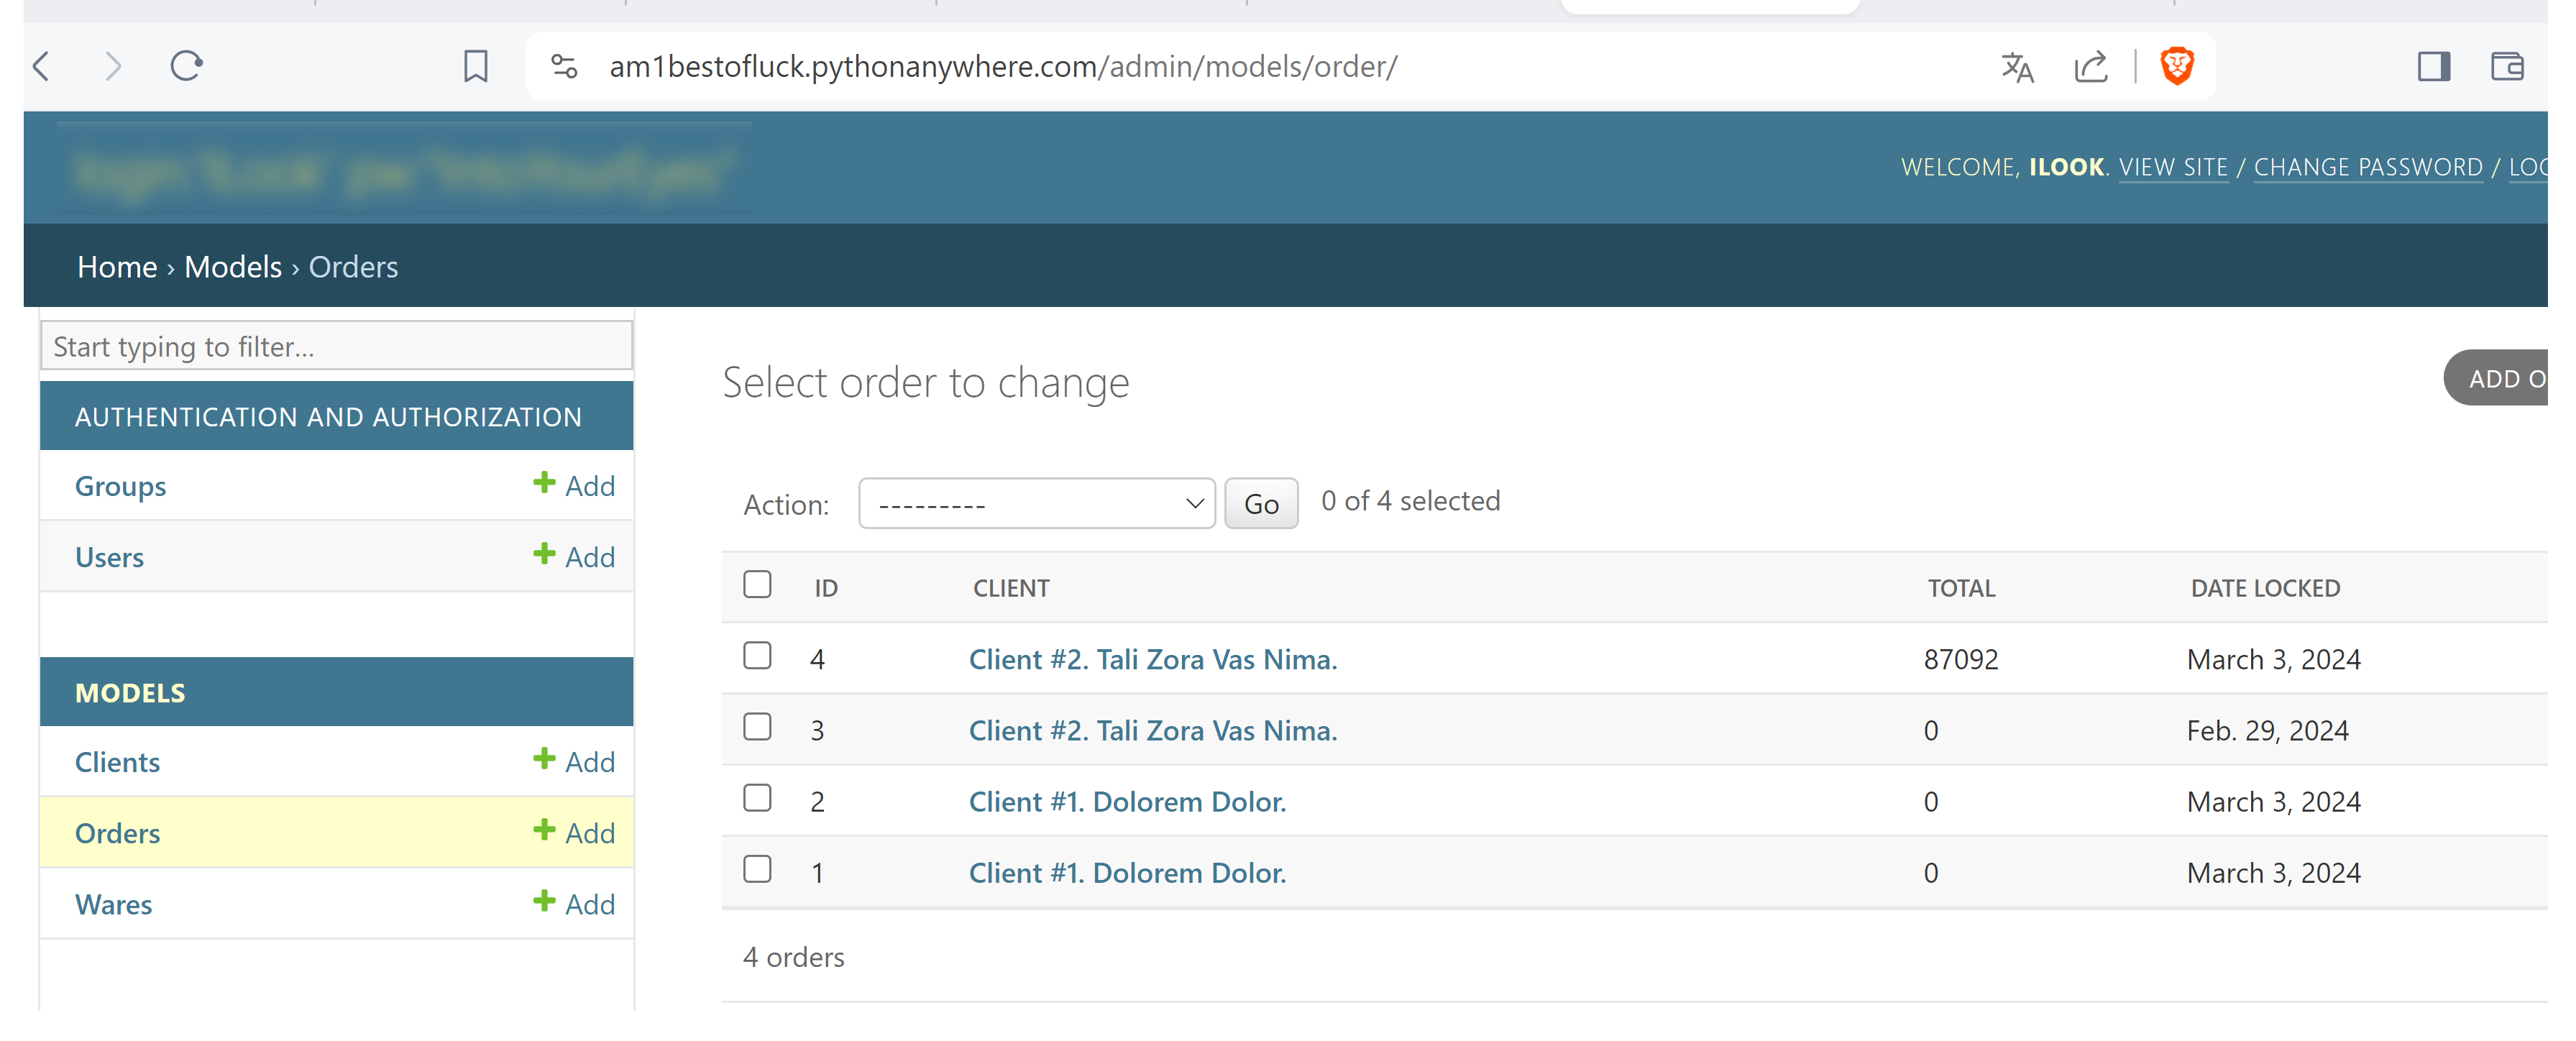 am1bestofluck.pythonanywhere.com/admin/models/order/
WELCOME, ILOOK. VIEW SITE / CHANGE PASSWORD /
Home › Models › Orders
Start typing to filter...
AUTHENTICATION AND AUTHORIZATION
Groups + Add
Users + Add
MODELS
Clients + Add
Orders + Add
Wares + Add
Select order to change
ADD O
Action: --------- Go 0 of 4 selected
ID CLIENT TOTAL DATE LOCKED
4 Client #2. Tali Zora Vas Nima. 87092 March 3, 2024
3 Client #2. Tali Zora Vas Nima. 0 Feb. 29, 2024
2 Client #1. Dolorem Dolor. 0 March 3, 2024
1 Client #1. Dolorem Dolor. 0 March 3, 2024
4 orders